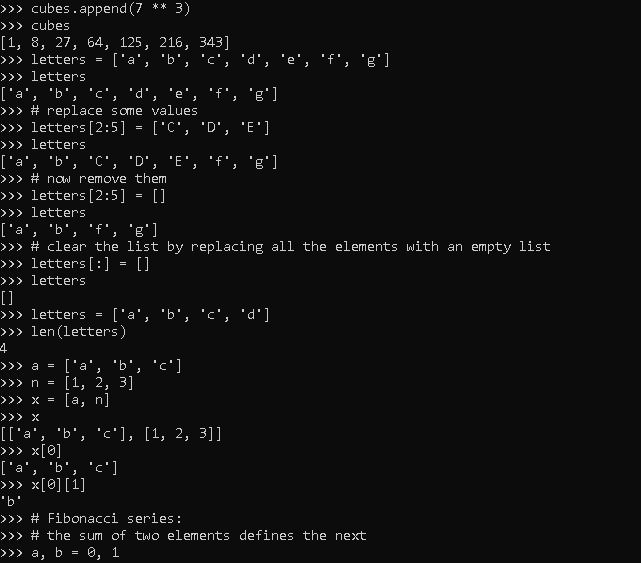 >>> cubes.append(7 ** 3)
>>> cubes
[1, 8, 27, 64, 125, 216, 343]
>>> letters = ['a', 'b', 'c', 'd', 'e', 'f', 'g']
>>> letters
['a', 'b', 'c', 'd', 'e', 'f', 'g']
>>> # replace some values
>>> letters[2:5] = ['C', 'D', 'E']
>>> letters
['a', 'b', 'C', 'D', 'E', 'f', 'g']
>>> # now remove them
>>> letters[2:5] = []
>>> letters
['a', 'b', 'f', 'g']
>>> # clear the list by replacing all the elements with an empty list
>>> letters[:] = []
>>> letters
[]
>>> letters = ['a', 'b', 'c', 'd']
>>> len(letters)
4
>>> a = ['a', 'b', 'c']
>>> n = [1, 2, 3]
>>> x = [a, n]
>>> x
[['a', 'b', 'c'], [1, 2, 3]]
>>> x[0]
['a', 'b', 'c']
>>> x[0][1]
'b'
>>> # Fibonacci series:
>>> # the sum of two elements defines the next
>>> a, b = 0, 1